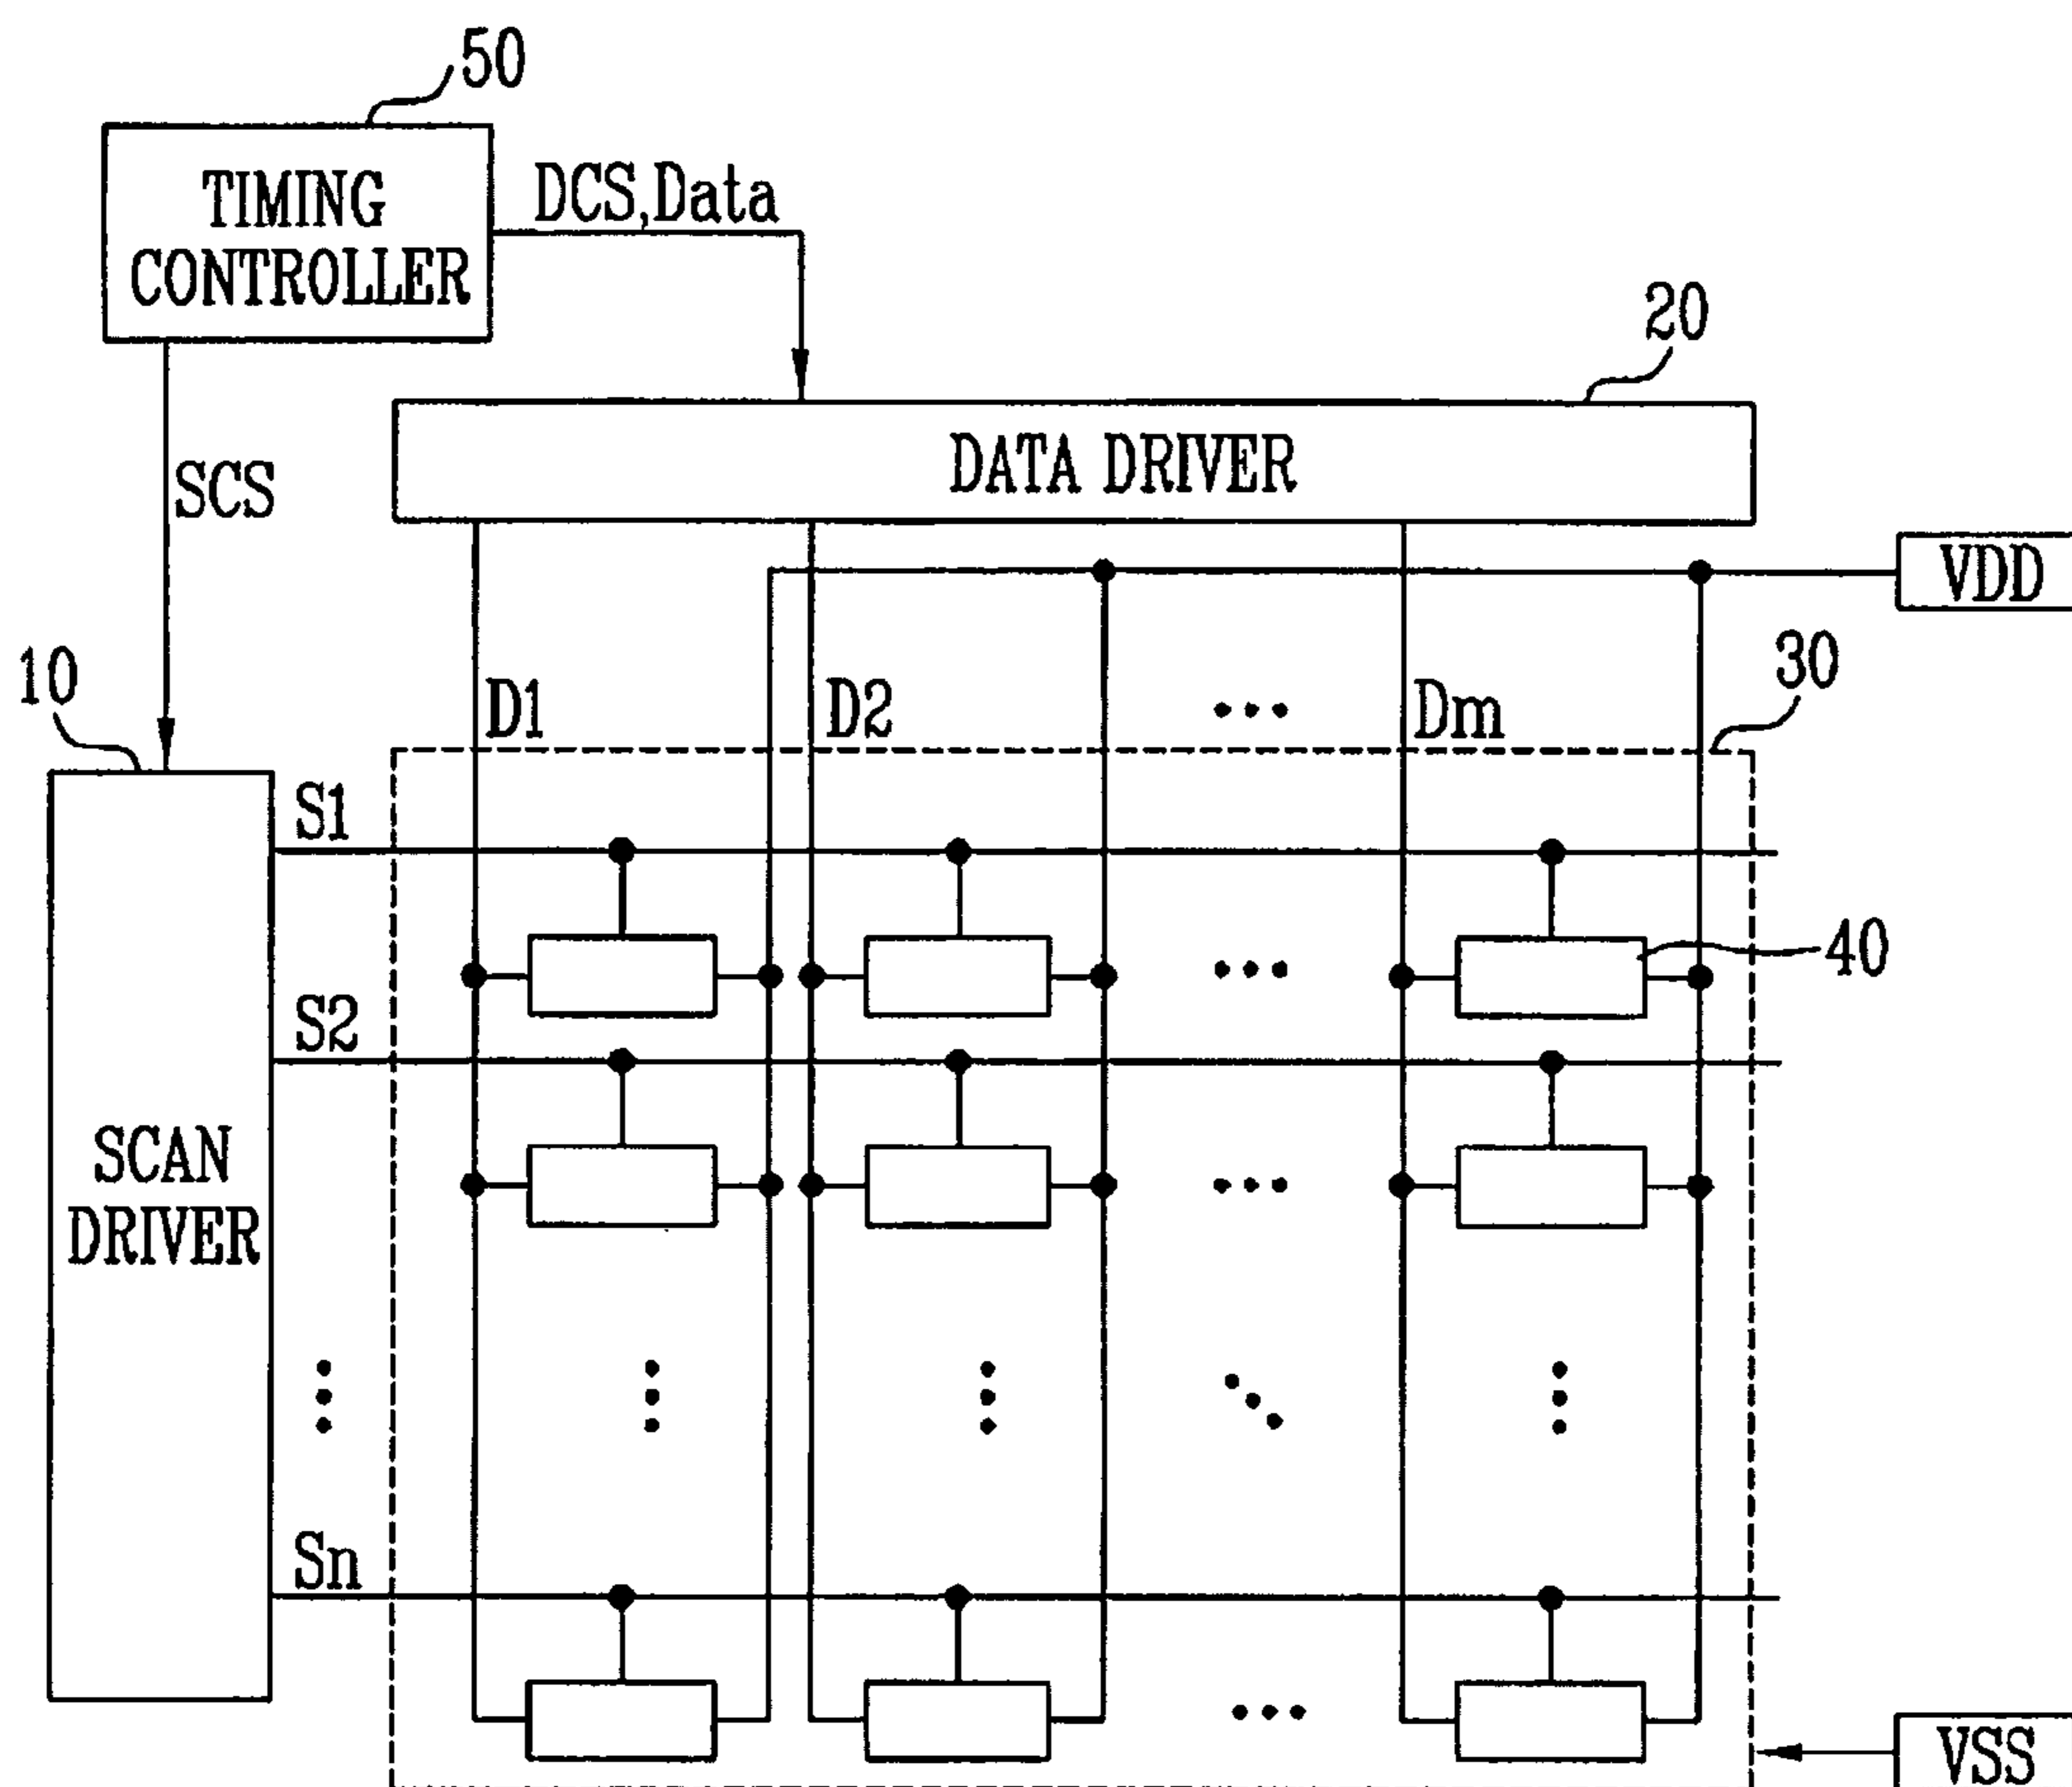 50
TIMING
CONTROLLER
DCS,Data
20
DATA DRIVER
SCS
VDD
10
30
D1
D2
Dm
S1
40
S2
SCAN
DRIVER
Sn
VSS